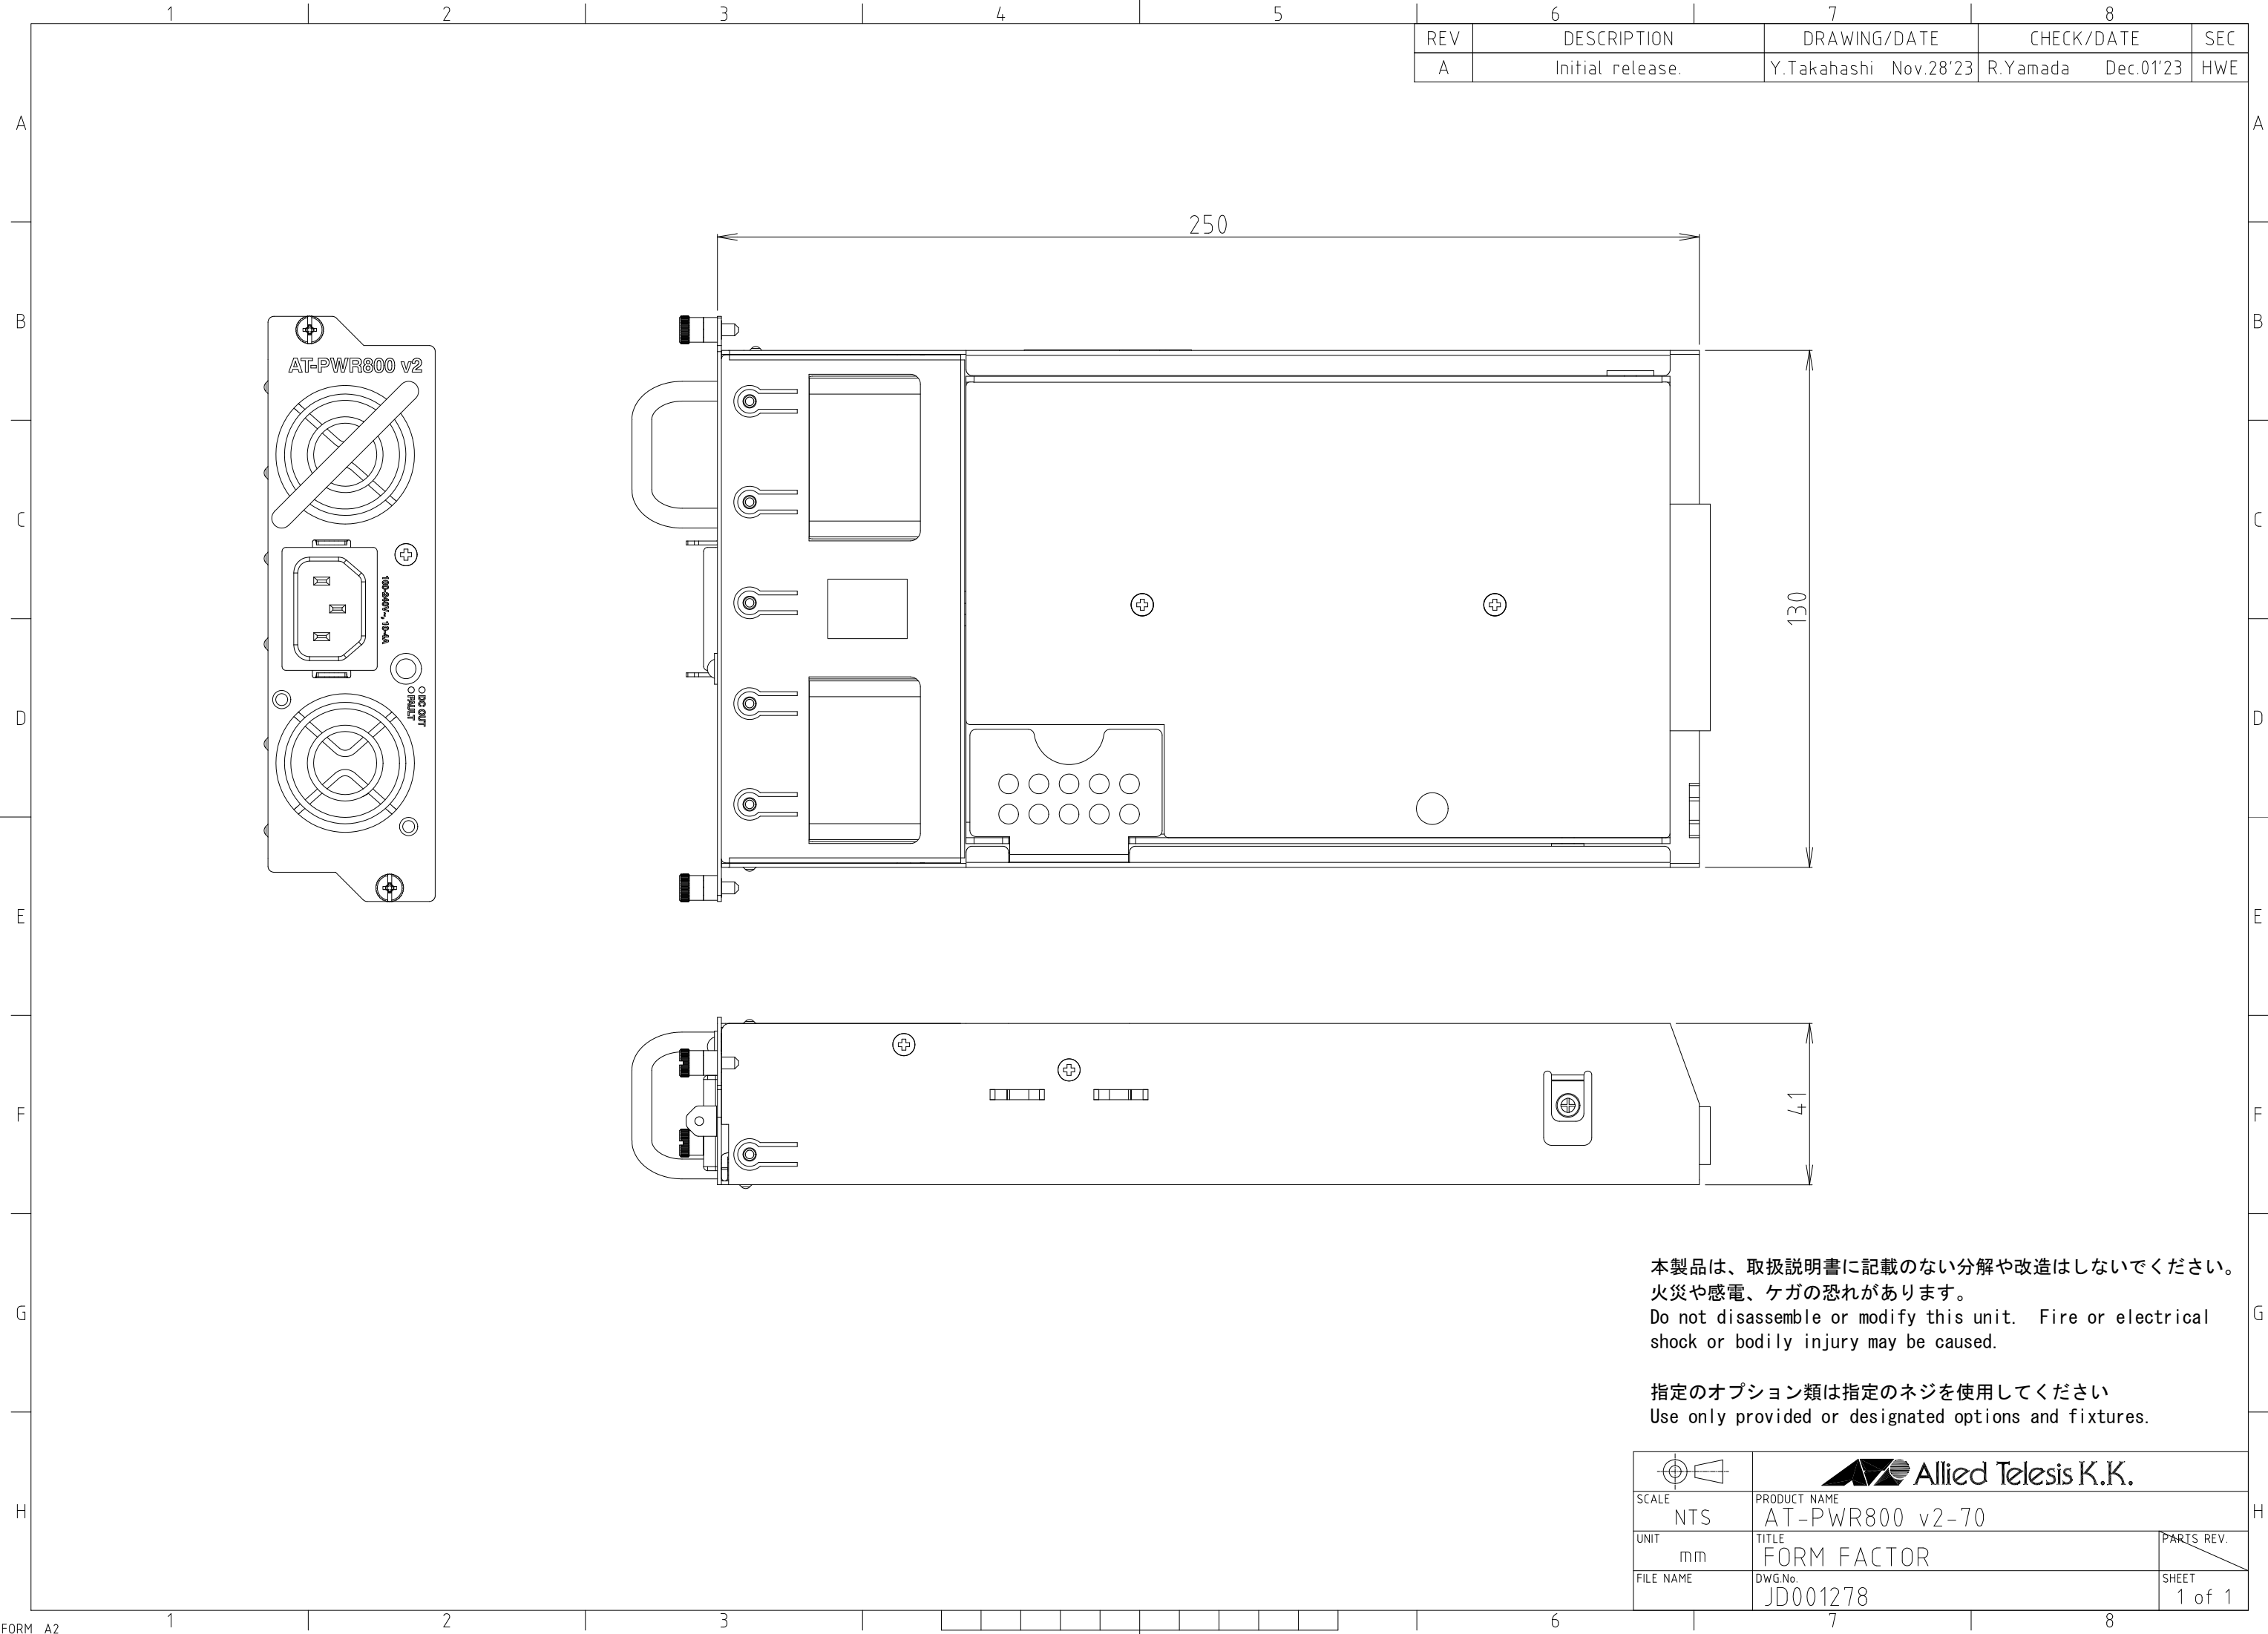 1 2 3 4 5 6 7 8
REV DESCRIPTION DRAWING/DATE CHECK/DATE SEC
A Initial release. Y.Takahashi Nov.28'23 R.Yamada Dec.01'23 HWE
A A
250
B B
AT-PWR800 v2
C C
100-240V~, 10-4A
130
DC OUT
FAULT
D D
E E
41
F F
本製品は、取扱説明書に記載のない分解や改造はしないでください。
火災や感電、ケガの恐れがあります。
Do not disassemble or modify this unit. Fire or electrical
shock or bodily injury may be caused.
G G
指定のオプション類は指定のネジを使用してください
Use only provided or designated options and fixtures.
Allied Telesis K.K.
SCALE PRODUCT NAME
NTS AT-PWR800 v2-70
H H
UNIT TITLE PARTS REV.
mm FORM FACTOR
FILE NAME DWG.No. SHEET
JD001278 1 of 1
1 2 3 6 7 8
FORM A2